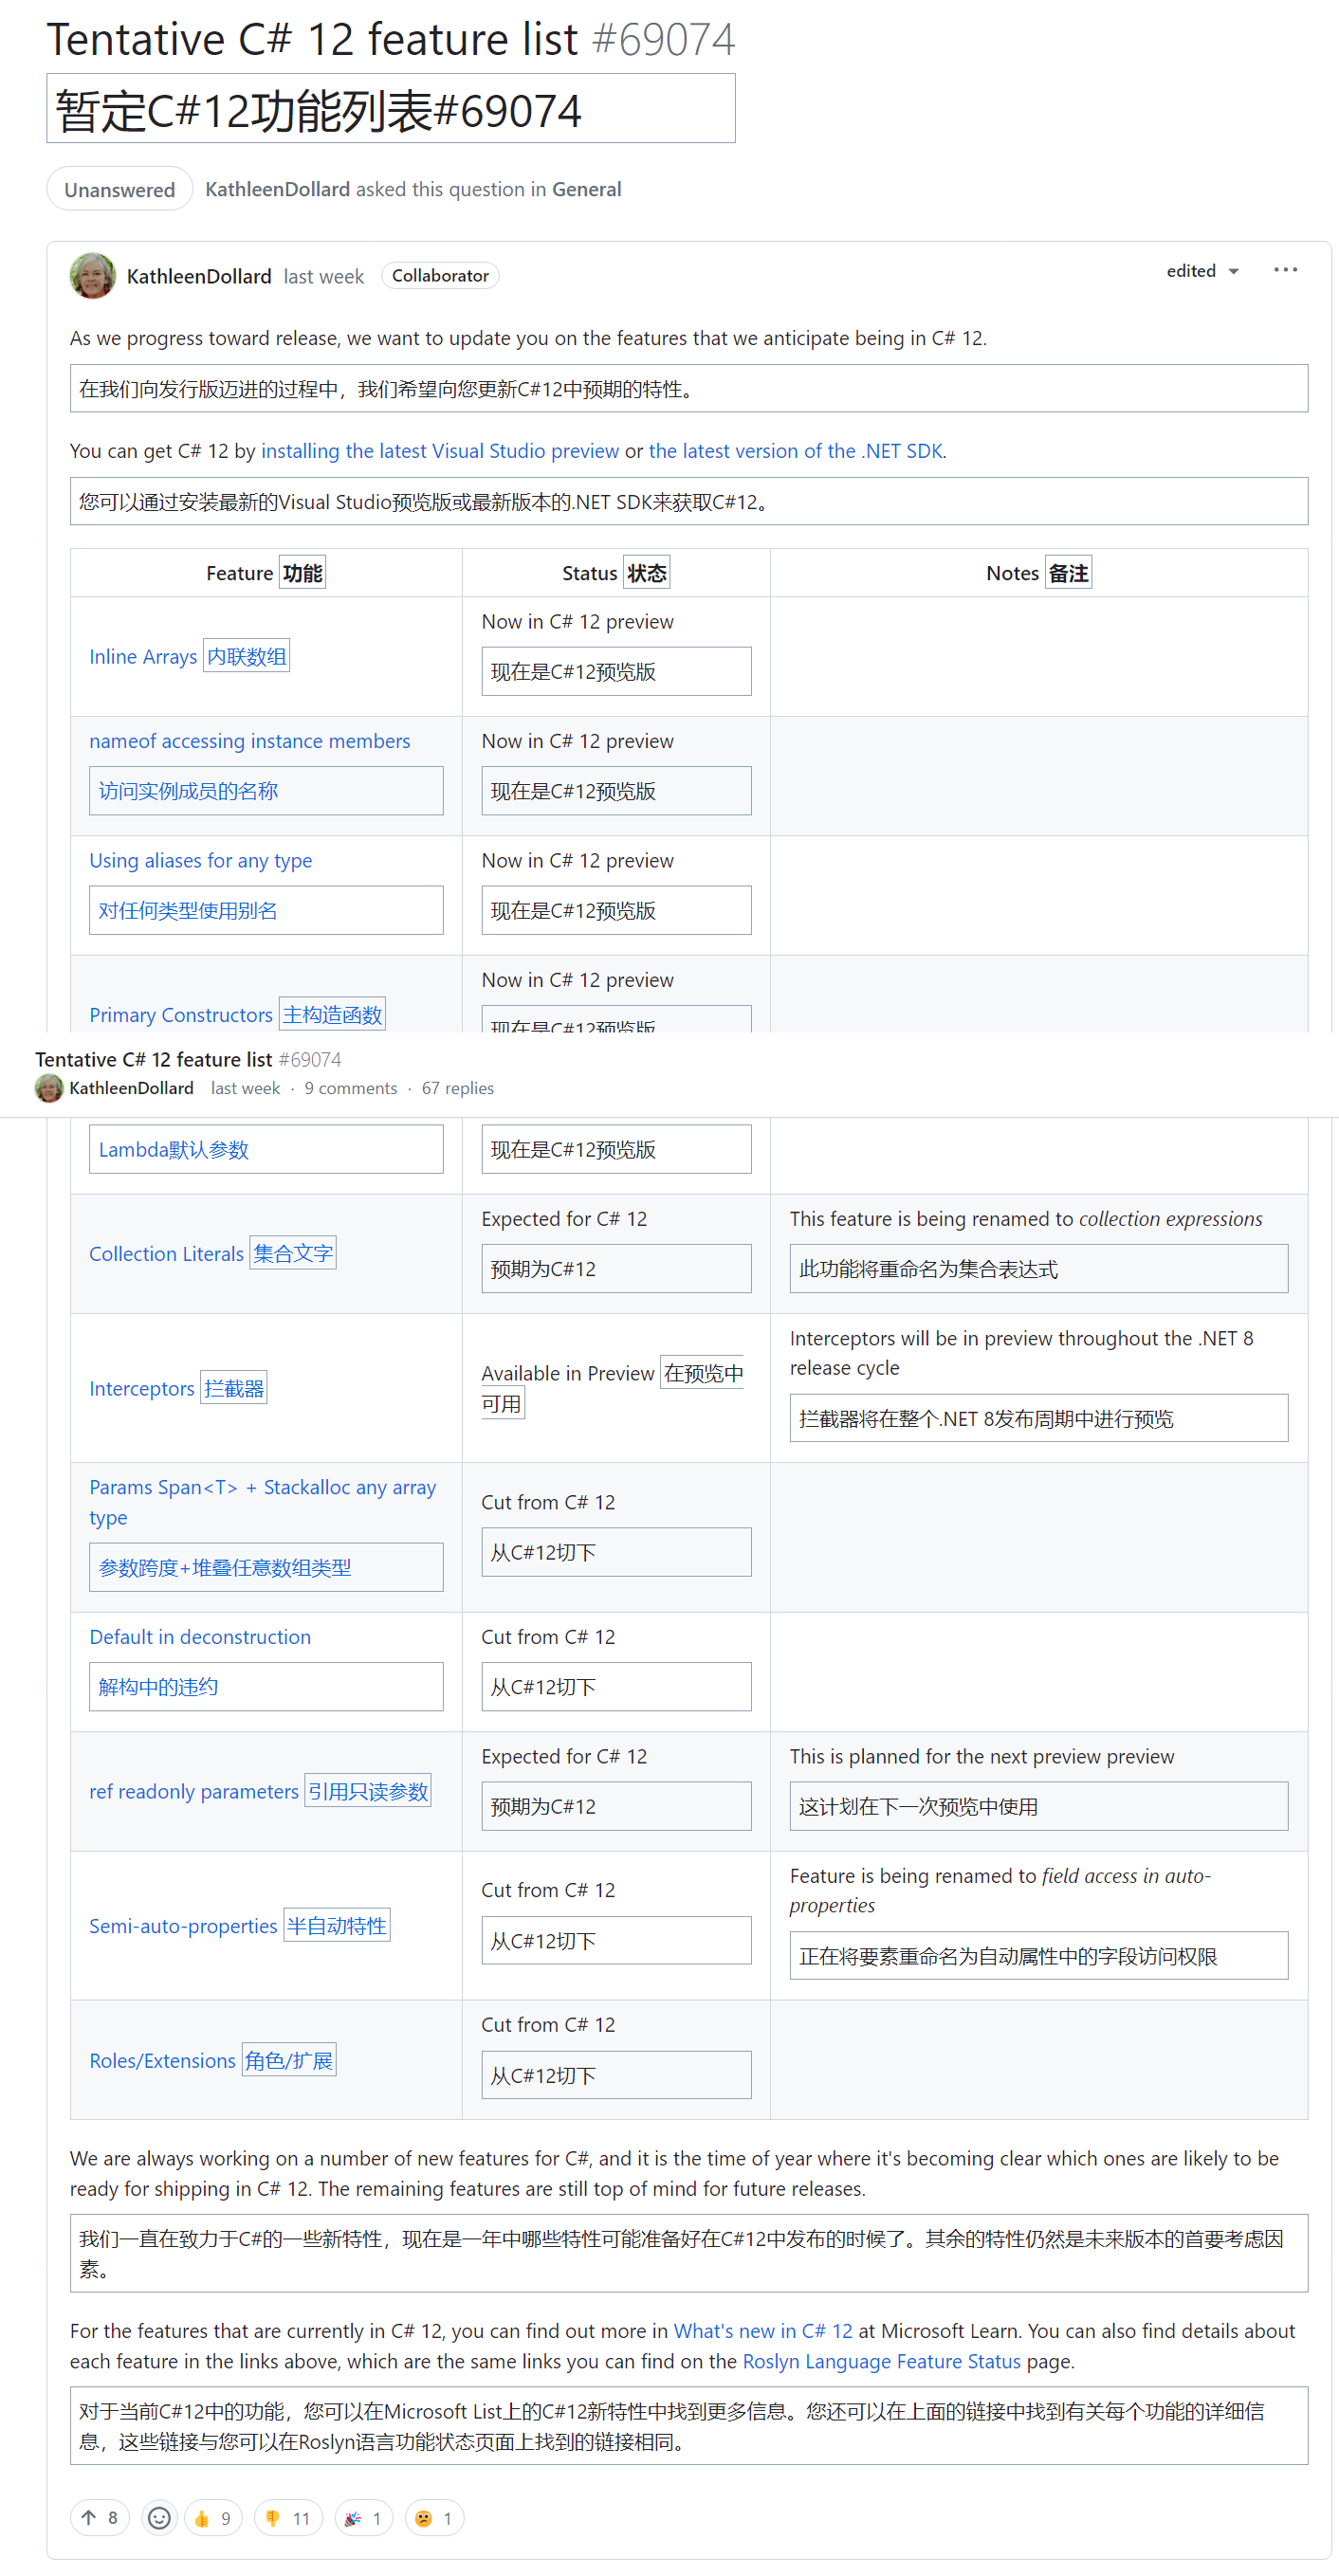 Tentative C# 12 feature list #69074
暂定C#12功能列表#69074
Unanswered KathleenDollard asked this question in General
KathleenDollard last week Collaborator edited
As we progress toward release, we want to update you on the features that we anticipate being in C# 12.
在我们向发行版迈进的过程中，我们希望向您更新C#12中预期的特性。
You can get C# 12 by installing the latest Visual Studio preview or the latest version of the .NET SDK.
您可以通过安装最新的Visual Studio预览版或最新版本的.NET SDK来获取C#12。
Feature 功能 Status 状态 Notes 备注
Inline Arrays 内联数组
Now in C# 12 preview
现在是C#12预览版
nameof accessing instance members
访问实例成员的名称
Now in C# 12 preview
现在是C#12预览版
Using aliases for any type
对任何类型使用别名
Now in C# 12 preview
现在是C#12预览版
Primary Constructors 主构造函数
Now in C# 12 preview
现在是C#12预览版
Tentative C# 12 feature list #69074
KathleenDollard last week · 9 comments · 67 replies
Lambda默认参数
现在是C#12预览版
Collection Literals 集合文字
Expected for C# 12
预期为C#12
This feature is being renamed to collection expressions
此功能将重命名为集合表达式
Interceptors 拦截器
Available in Preview 在预览中
可用
Interceptors will be in preview throughout the .NET 8
release cycle
拦截器将在整个.NET 8发布周期中进行预览
Params Span<T> + Stackalloc any array
type
参数跨度+堆叠任意数组类型
Cut from C# 12
从C#12切下
Default in deconstruction
解构中的违约
Cut from C# 12
从C#12切下
ref readonly parameters 引用只读参数
Expected for C# 12
预期为C#12
This is planned for the next preview preview
这计划在下一次预览中使用
Semi-auto-properties 半自动特性
Cut from C# 12
从C#12切下
Feature is being renamed to field access in auto-
properties
正在将要素重命名为自动属性中的字段访问权限
Roles/Extensions 角色/扩展
Cut from C# 12
从C#12切下
We are always working on a number of new features for C#, and it is the time of year where it's becoming clear which ones are likely to be
ready for shipping in C# 12. The remaining features are still top of mind for future releases.
我们一直在致力于C#的一些新特性，现在是一年中哪些特性可能准备好在C#12中发布的时候了。其余的特性仍然是未来版本的首要考虑因
素。
For the features that are currently in C# 12, you can find out more in What's new in C# 12 at Microsoft Learn. You can also find details about
each feature in the links above, which are the same links you can find on the Roslyn Language Feature Status page.
对于当前C#12中的功能，您可以在Microsoft List上的C#12新特性中找到更多信息。您还可以在上面的链接中找到有关每个功能的详细信
息，这些链接与您可以在Roslyn语言功能状态页面上找到的链接相同。
8 9 11 1 1